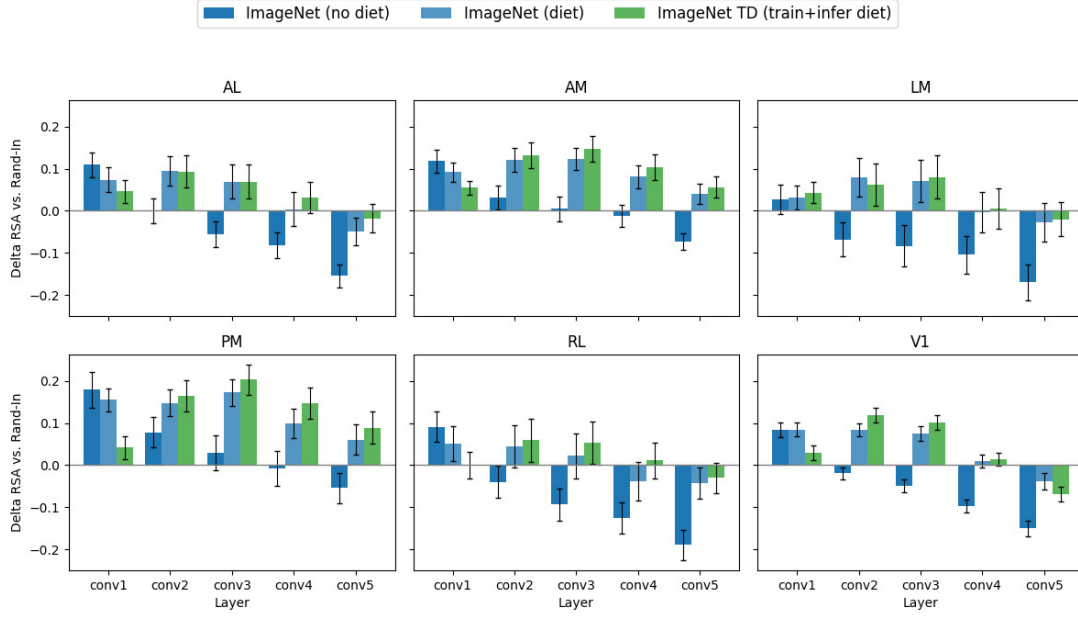 ImageNet (no diet) ImageNet (diet) ImageNet TD (train+infer diet)
AL AM LM
Delta RSA vs. Rand-In
0.2
0.1
0.0
−0.1
−0.2
PM RL V1
Delta RSA vs. Rand-In
0.2
0.1
0.0
−0.1
−0.2
conv1 conv2 conv3 conv4 conv5 conv1 conv2 conv3 conv4 conv5 conv1 conv2 conv3 conv4 conv5
Layer Layer Layer